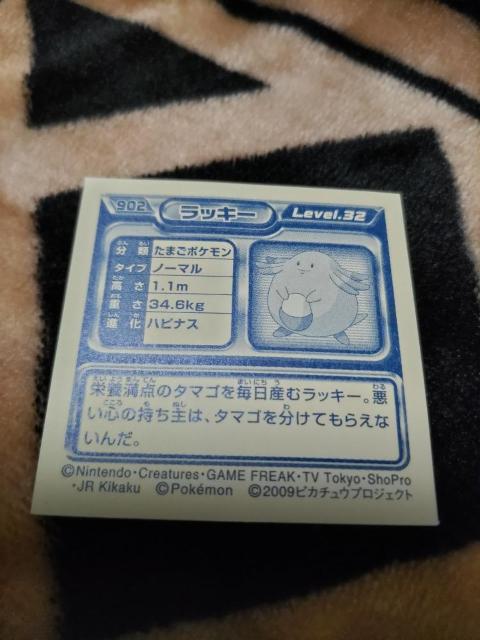 902 ラッキー Level.32
分類 たまごポケモン
タイプ ノーマル
高さ 1.1m
重さ 34.6kg
進化 ハピナス
栄養満点のタマゴを毎日産むラッキー。悪
い心の持ち主は、タマゴを分けてもらえな
いんだ。
©Nintendo・Creatures・GAME FREAK・TV Tokyo・ShoPro
・JR Kikaku ©Pokémon ©2009ピカチュウプロジェクト